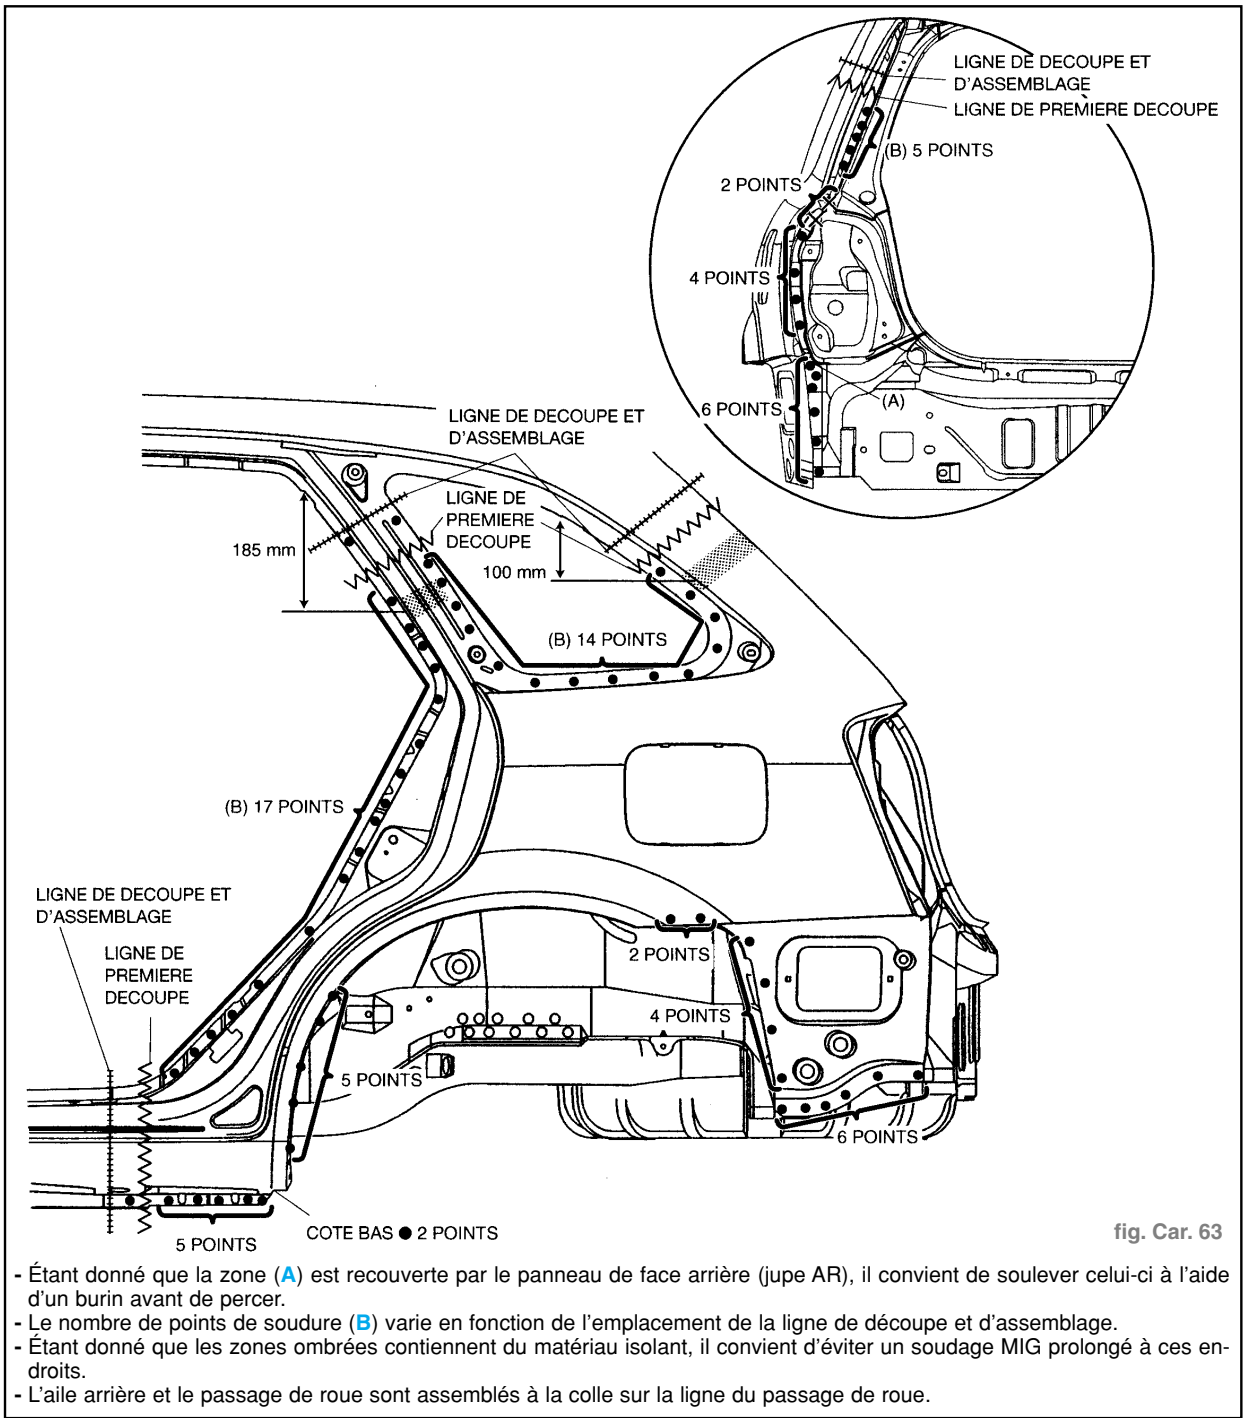 LIGNE DE DECOUPE ET
D'ASSEMBLAGE
LIGNE DE PREMIERE DECOUPE
(B) 5 POINTS
2 POINTS
4 POINTS
6 POINTS
(A)
LIGNE DE DECOUPE ET
D'ASSEMBLAGE
LIGNE DE
PREMIERE
DECOUPE
185 mm
100 mm
(B) 14 POINTS
(B) 17 POINTS
LIGNE DE DECOUPE ET
D'ASSEMBLAGE
LIGNE DE
PREMIERE
DECOUPE
2 POINTS
4 POINTS
5 POINTS
6 POINTS
COTE BAS ● 2 POINTS
5 POINTS
fig. Car. 63
- Étant donné que la zone (A) est recouverte par le panneau de face arrière (jupe AR), il convient de soulever celui-ci à l'aide
d'un burin avant de percer.
- Le nombre de points de soudure (B) varie en fonction de l'emplacement de la ligne de découpe et d'assemblage.
- Étant donné que les zones ombrées contiennent du matériau isolant, il convient d'éviter un soudage MIG prolongé à ces en-
droits.
- L'aile arrière et le passage de roue sont assemblés à la colle sur la ligne du passage de roue.